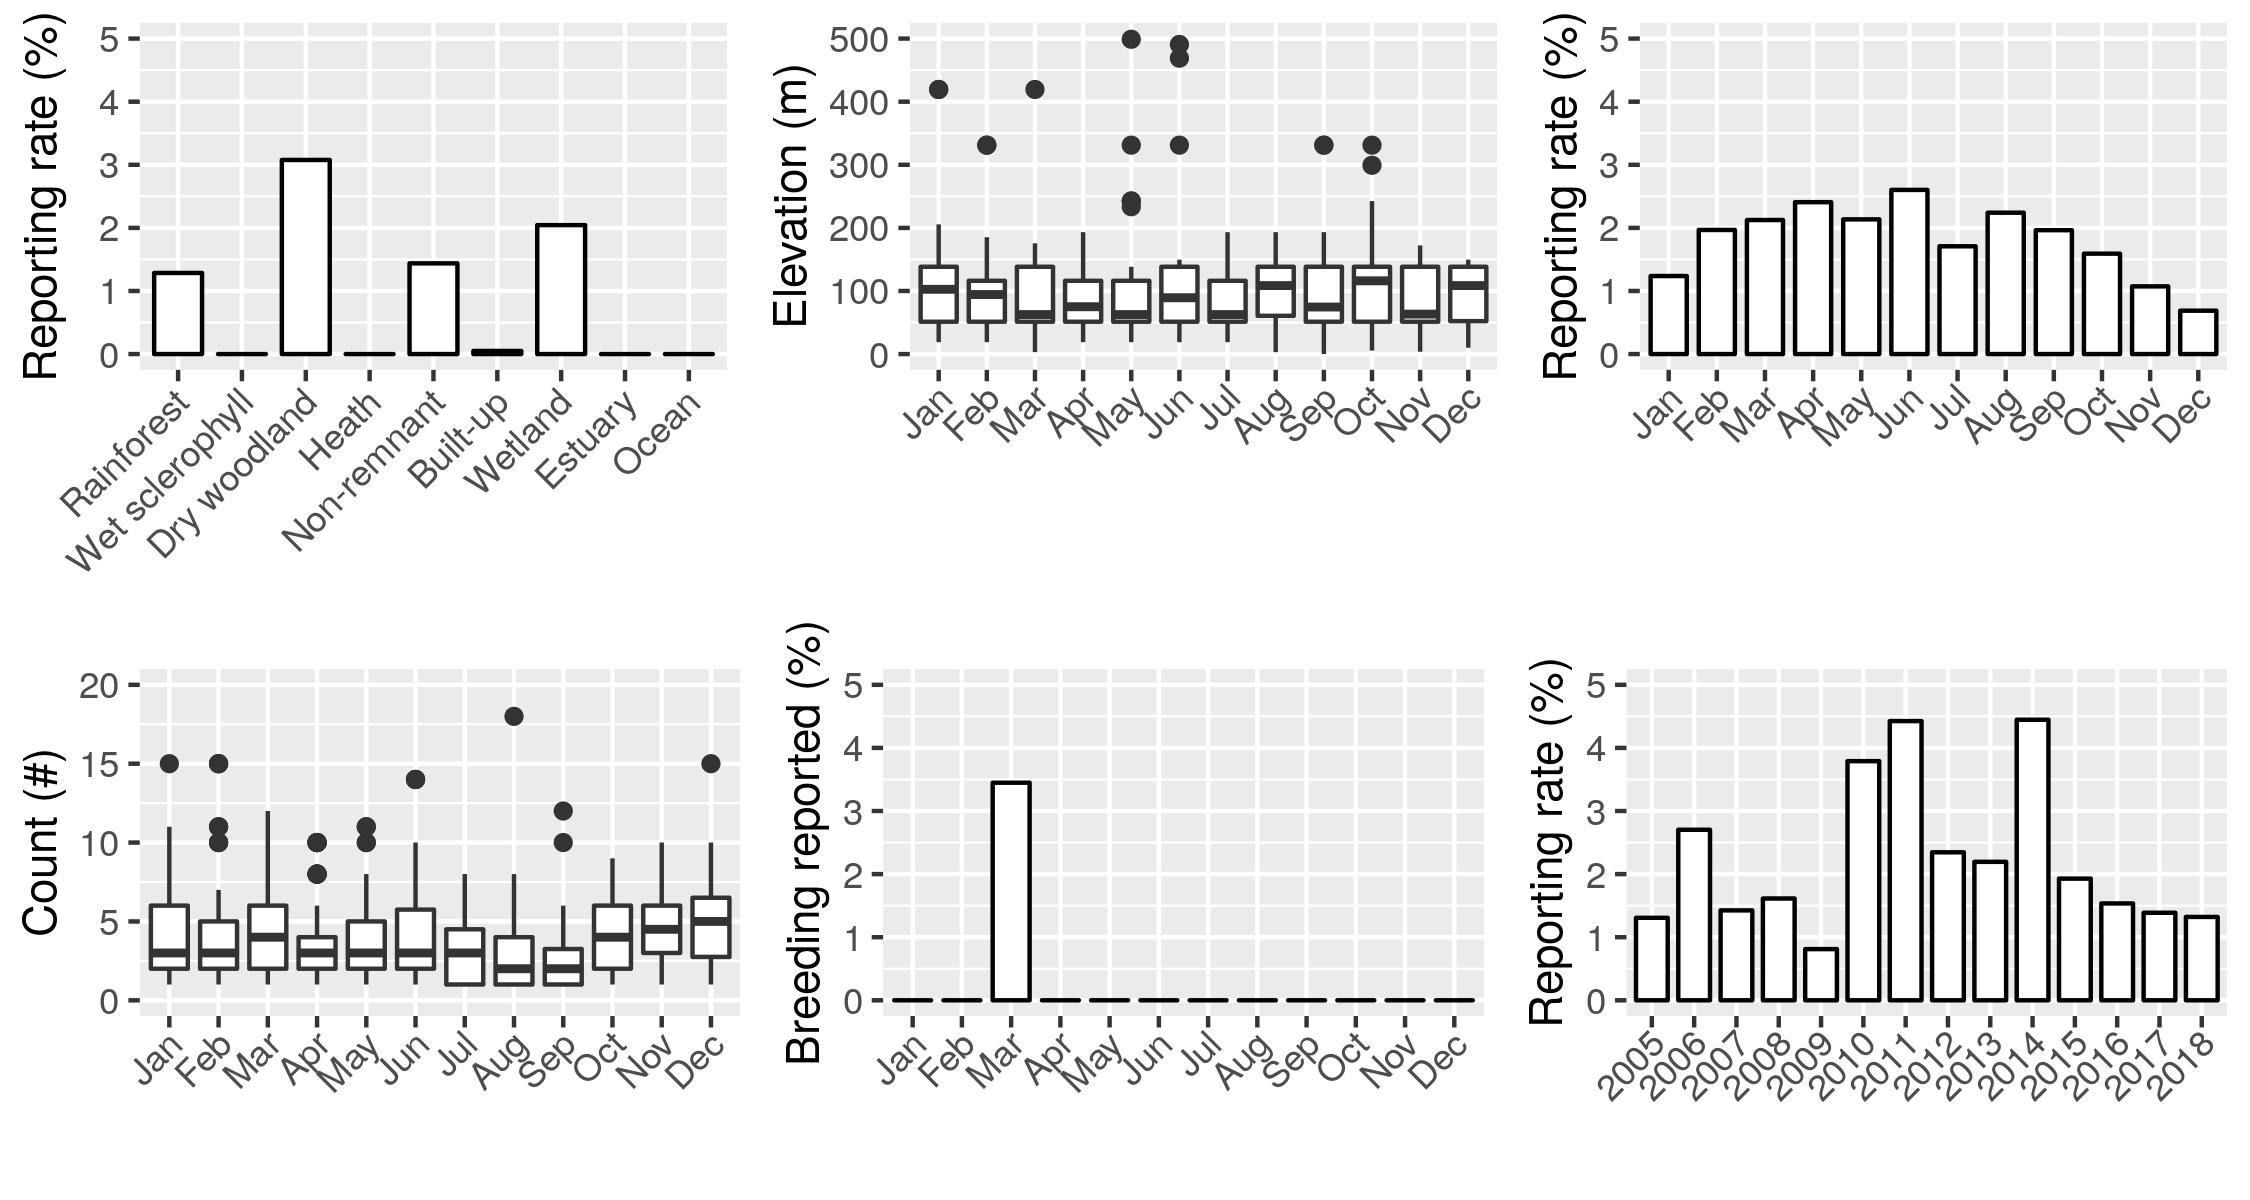 Reporting rate (%)
5
4
3
2
1
0
Rainforest
Wet sclerophyll
Dry woodland
Heath
Non-remnant
Built-up
Wetland
Estuary
Ocean
Elevation (m)
500
400
300
200
100
0
Jan
Feb
Mar
Apr
May
Jun
Jul
Aug
Sep
Oct
Nov
Dec
Reporting rate (%)
5
4
3
2
1
0
Jan
Feb
Mar
Apr
May
Jun
Jul
Aug
Sep
Oct
Nov
Dec
Count (#)
20
15
10
5
0
Jan
Feb
Mar
Apr
May
Jun
Jul
Aug
Sep
Oct
Nov
Dec
Breeding reported (%)
5
4
3
2
1
0
Jan
Feb
Mar
Apr
May
Jun
Jul
Aug
Sep
Oct
Nov
Dec
Reporting rate (%)
5
4
3
2
1
0
2005
2006
2007
2008
2009
2010
2011
2012
2013
2014
2015
2016
2017
2018